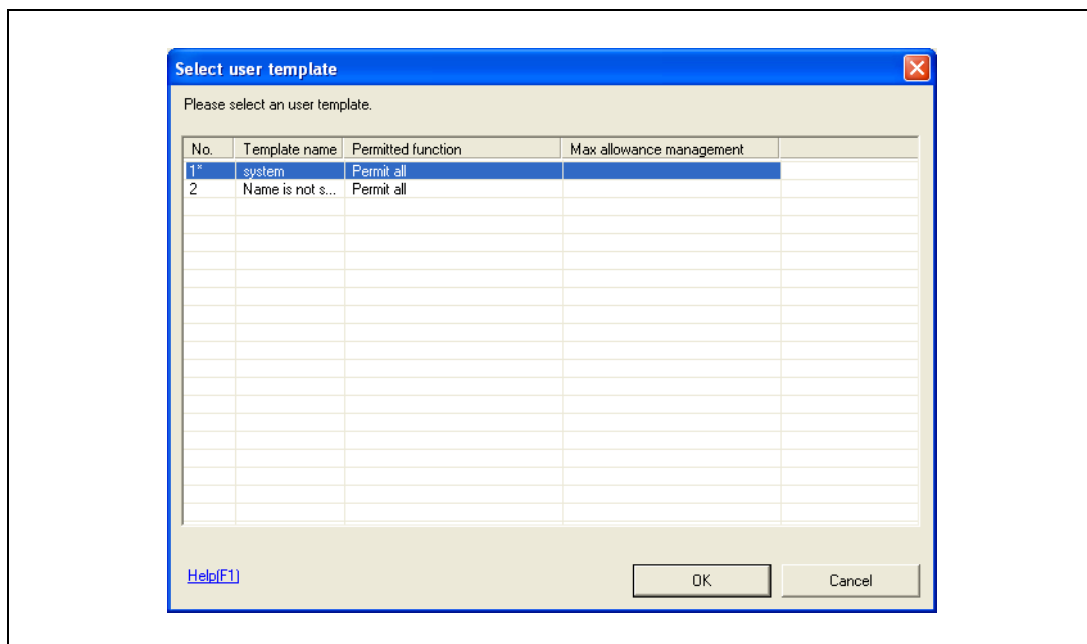 Select user template
Please select an user template.
No. Template name Permitted function Max allowance management
1* system Permit all
2 Name is not s... Permit all
Help(F1) OK Cancel